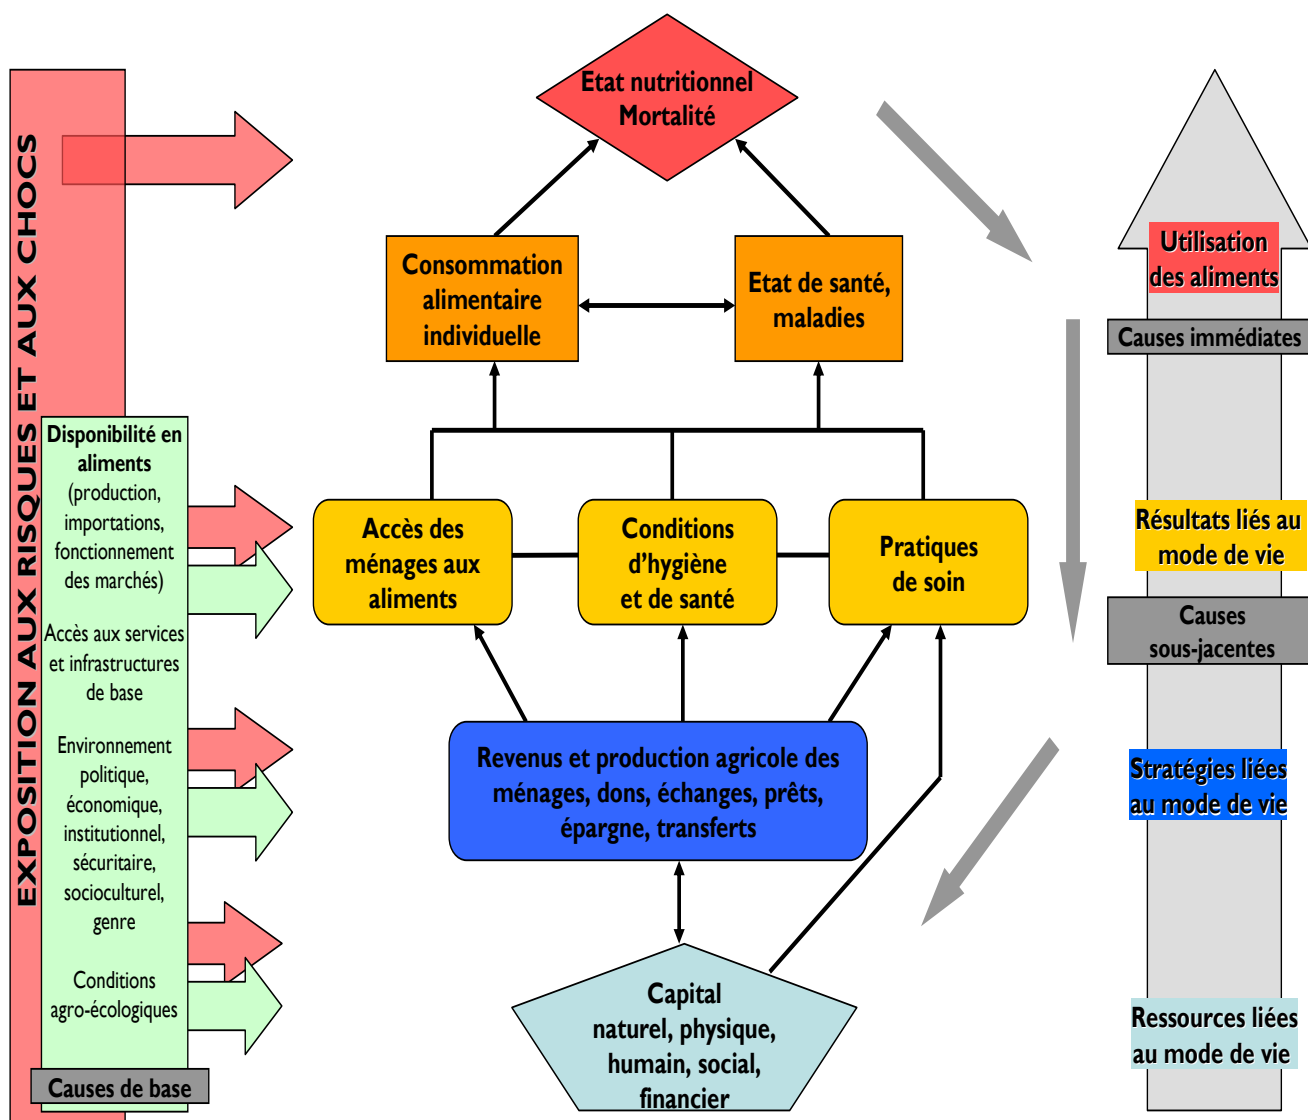 EXPOSITION AUX RISQUES ET AUX CHOCS
Etat nutritionnel
Mortalité
Consommation
alimentaire
individuelle
Etat de santé,
maladies
Disponibilité en
aliments
(production,
importations,
fonctionnement
des marchés)
Accès aux services
et infrastructures
de base
Environnement
politique,
économique,
institutionnel,
sécuritaire,
socioculturel,
genre
Conditions
agro-écologiques
Causes de base
Accès des
ménages aux
aliments
Conditions
d'hygiène
et de santé
Pratiques
de soin
Revenus et production agricole des
ménages, dons, échanges, prêts,
épargne, transferts
Capital
naturel, physique,
humain, social,
financier
Utilisation
des aliments
Causes immédiates
Résultats liés au
mode de vie
Causes
sous-jacentes
Stratégies liées
au mode de vie
Ressources liées
au mode de vie